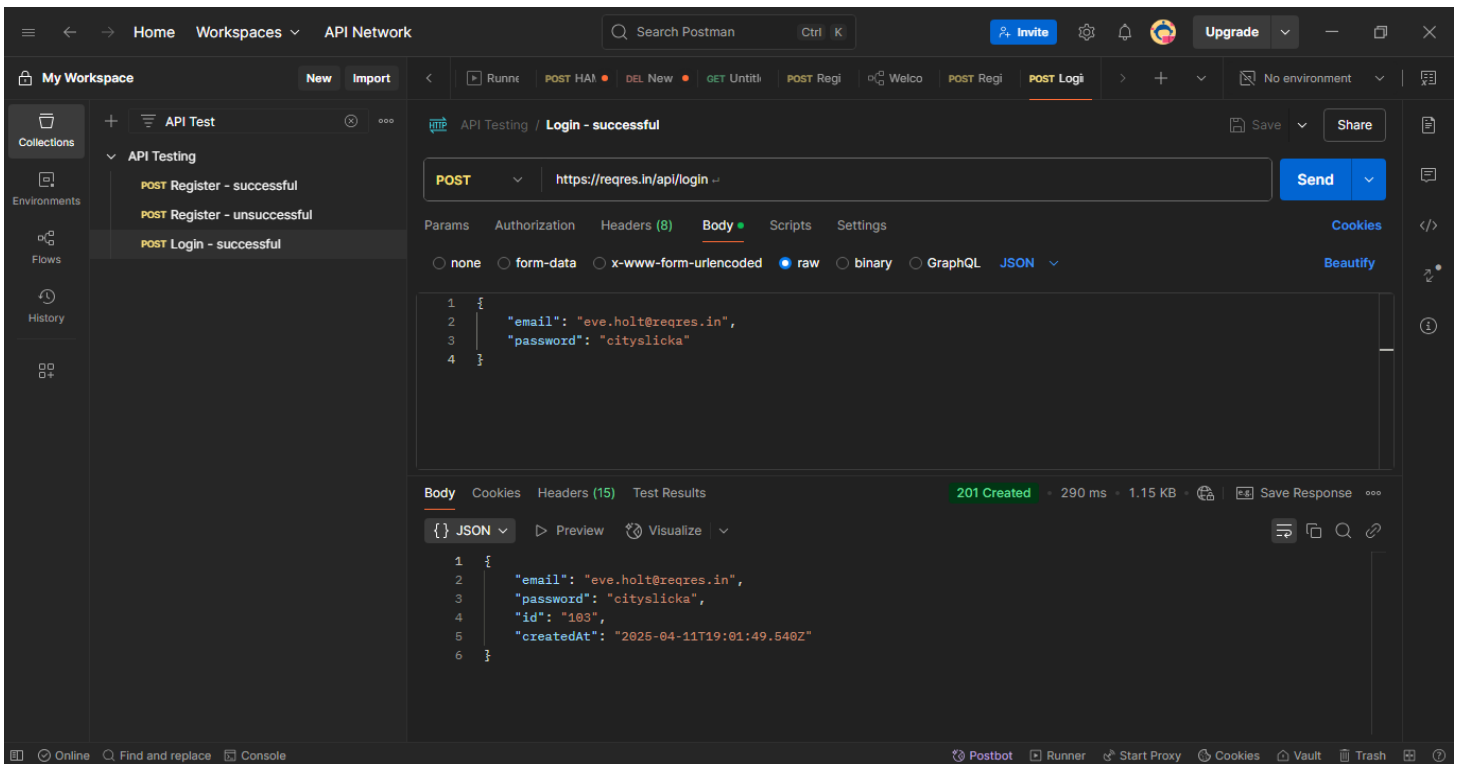 Home Workspaces API Network Search Postman Ctrl K Invite Upgrade
My Workspace New Import Runne POST HAM DEL New GET Untitl POST Regi Welco POST Regi POST Logi No environment
Collections
Environments
Flows
History
API Test
API Testing
POST Register - successful
POST Register - unsuccessful
POST Login - successful
HTTP API Testing / Login - successful Save Share
POST https://reqres.in/api/login Send
Params Authorization Headers (8) Body Scripts Settings Cookies
none form-data x-www-form-urlencoded raw binary GraphQL JSON Beautify
1 {
2 "email": "eve.holt@reqres.in",
3 "password": "cityslicka"
4 }
Body Cookies Headers (15) Test Results 201 Created 290 ms 1.15 KB e.g. Save Response
{} JSON Preview Visualize
1 {
2 "email": "eve.holt@reqres.in",
3 "password": "cityslicka",
4 "id": "103",
5 "createdAt": "2025-04-11T19:01:49.540Z"
6 }
Online Find and replace Console Postbot Runner Start Proxy Cookies Vault Trash